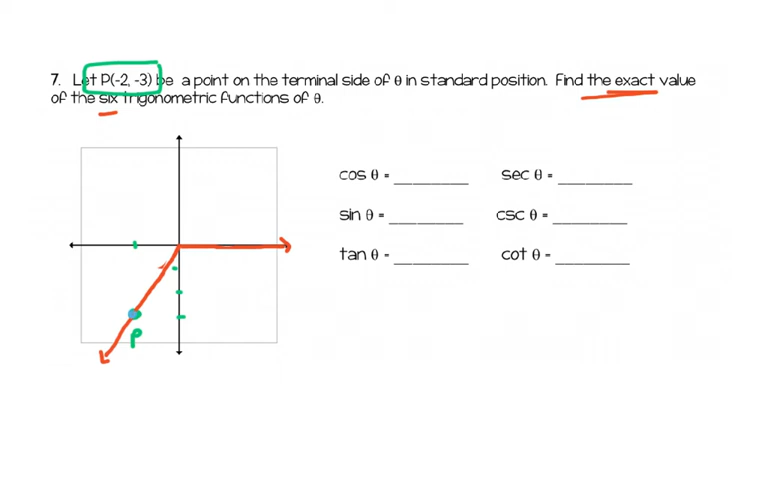 7. Let P(-2, -3) be a point on the terminal side of θ in standard position. Find the exact value
of the six trigonometric functions of θ.
cos θ = ________ sec θ = ________
sin θ = ________ csc θ = ________
tan θ = ________ cot θ = ________
P